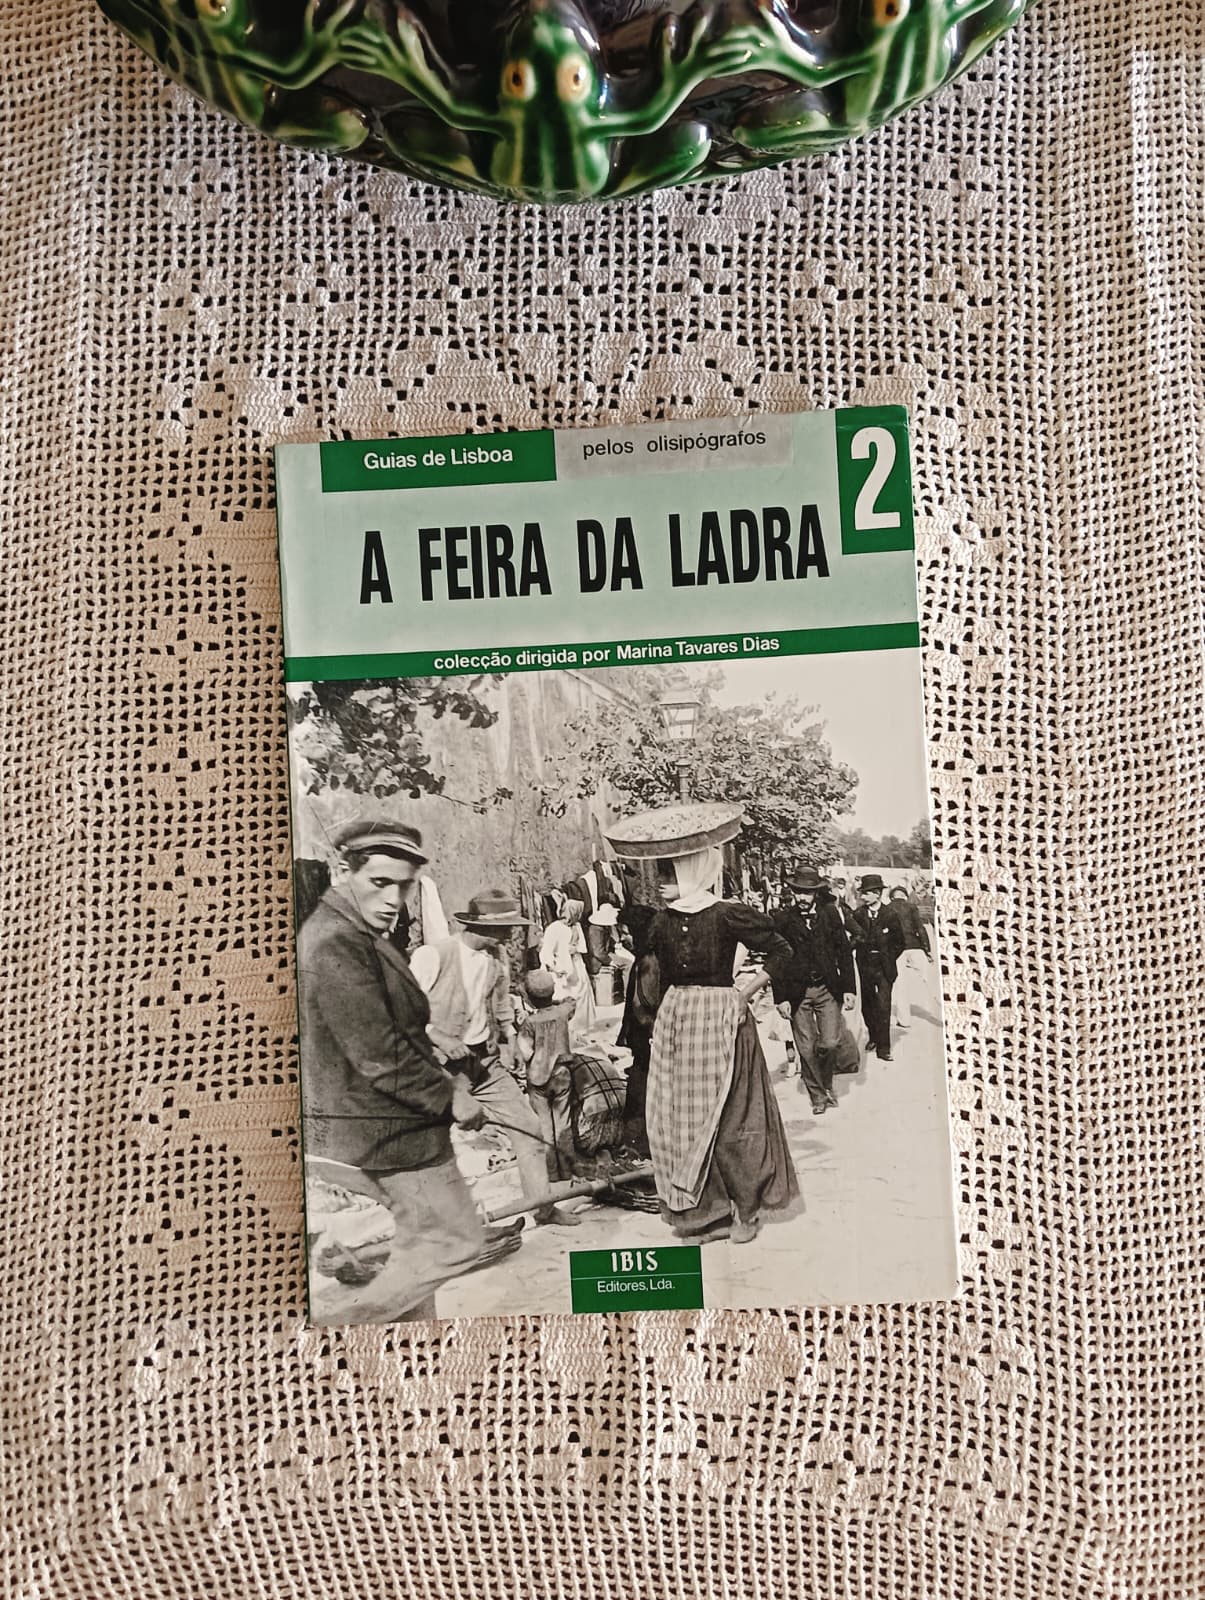 Guias de Lisboa
pelos olisipógrafos
2
A FEIRA DA LADRA
colecção dirigida por Marina Tavares Dias
IBIS
Editores, Lda.